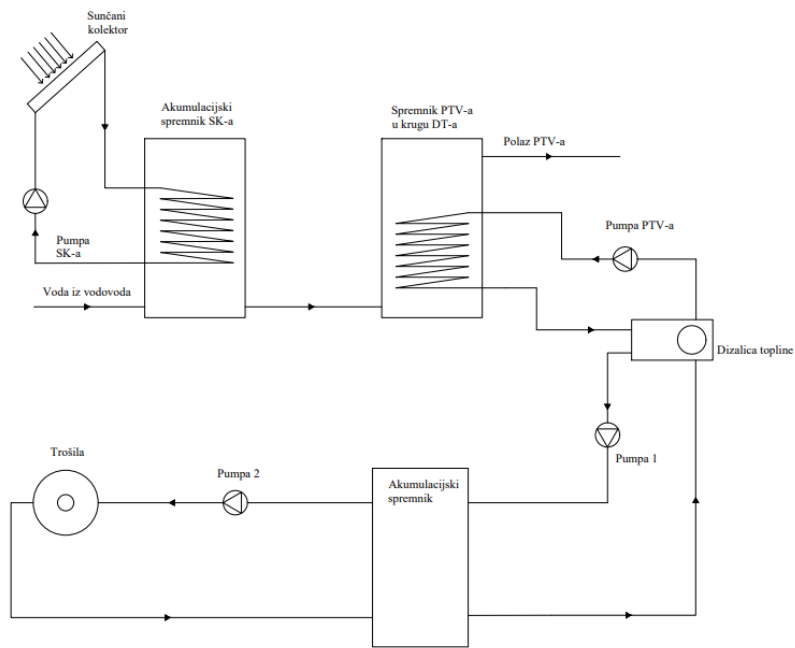 Sunčani
kolektor
Akumulacijski
spremnik SK-a
Spremnik PTV-a
u krugu DT-a
Polaz PTV-a
Pumpa PTV-a
Pumpa
SK-a
Voda iz vodovoda
Dizalica topline
Trošila
Pumpa 2
Akumulacijski
spremnik
Pumpa 1